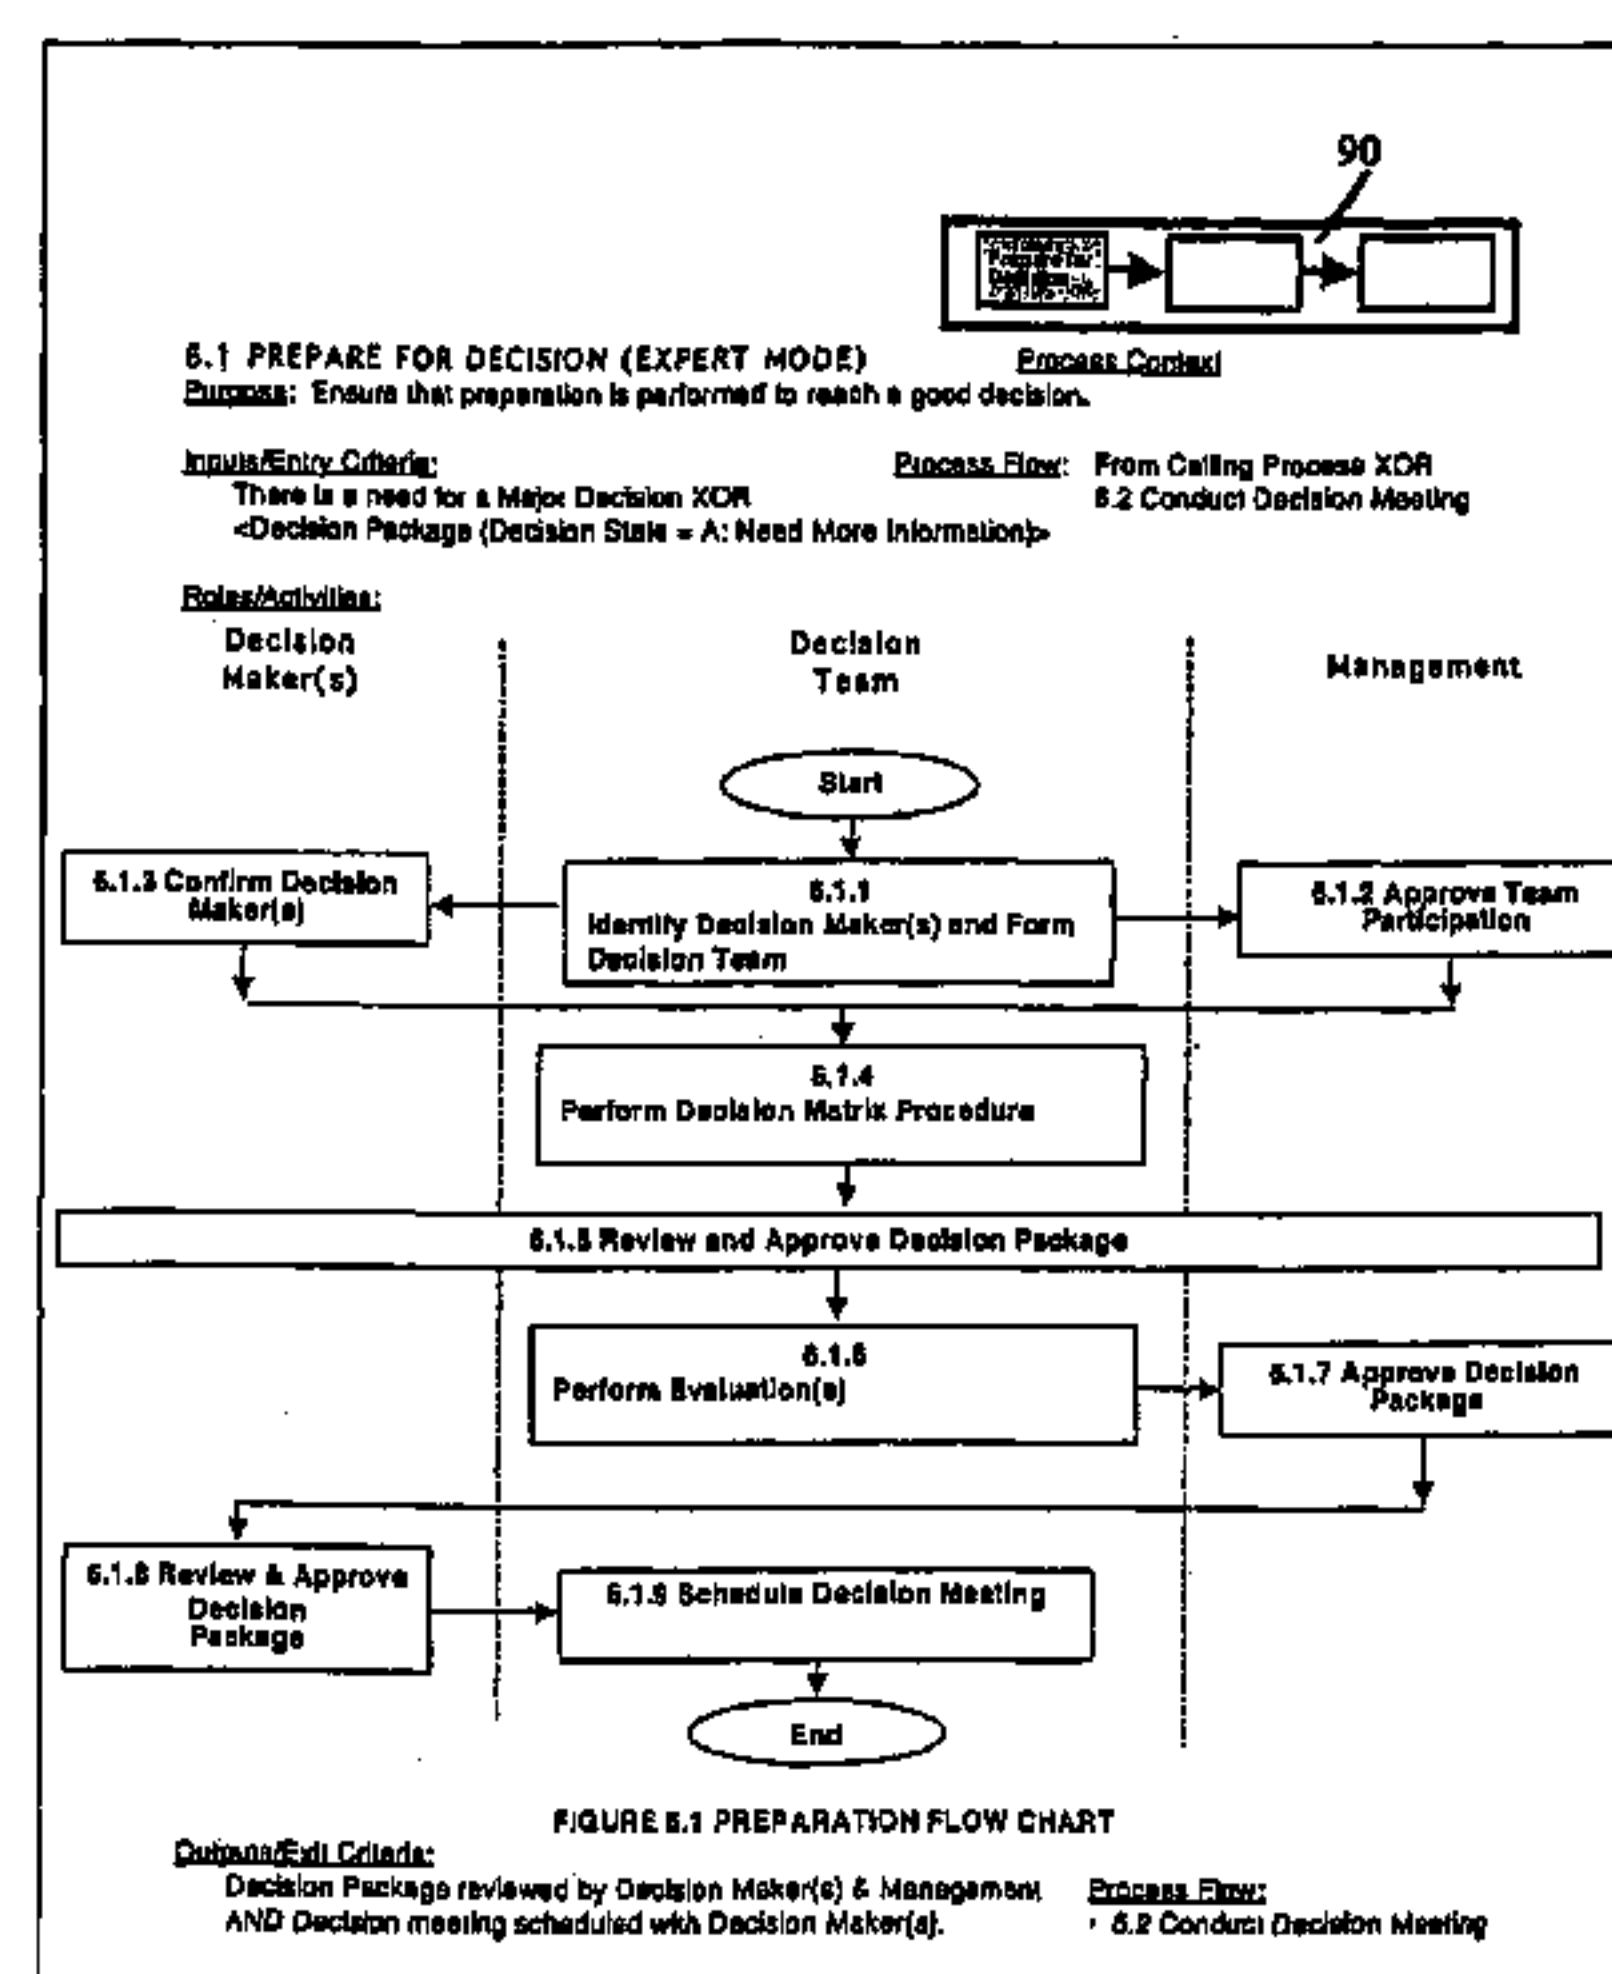 90
Prepare for
Decision
6.1 PREPARE FOR DECISION (EXPERT MODE)
Process Context
Purpose: Ensure that preparation is performed to reach a good decision.
Inputs/Entry Criteria:
There is a need for a Major Decision XOR
<Decision Package (Decision State = A: Need More Information)>
Process Flow: From Calling Process XOR
6.2 Conduct Decision Meeting
Roles/Activities:
Decision
Maker(s)
Decision
Team
Management
Start
6.1.3 Confirm Decision
Maker(s)
6.1.1
Identify Decision Maker(s) and Form
Decision Team
6.1.2 Approve Team
Participation
6.1.4
Perform Decision Matrix Procedure
6.1.5 Review and Approve Decision Package
6.1.6
Perform Evaluation(s)
6.1.7 Approve Decision
Package
6.1.8 Review & Approve
Decision
Package
6.1.9 Schedule Decision Meeting
End
FIGURE 6.1 PREPARATION FLOW CHART
Outputs/Exit Criteria:
Decision Package reviewed by Decision Maker(s) & Management
AND Decision meeting scheduled with Decision Maker(s).
Process Flow:
6.2 Conduct Decision Meeting